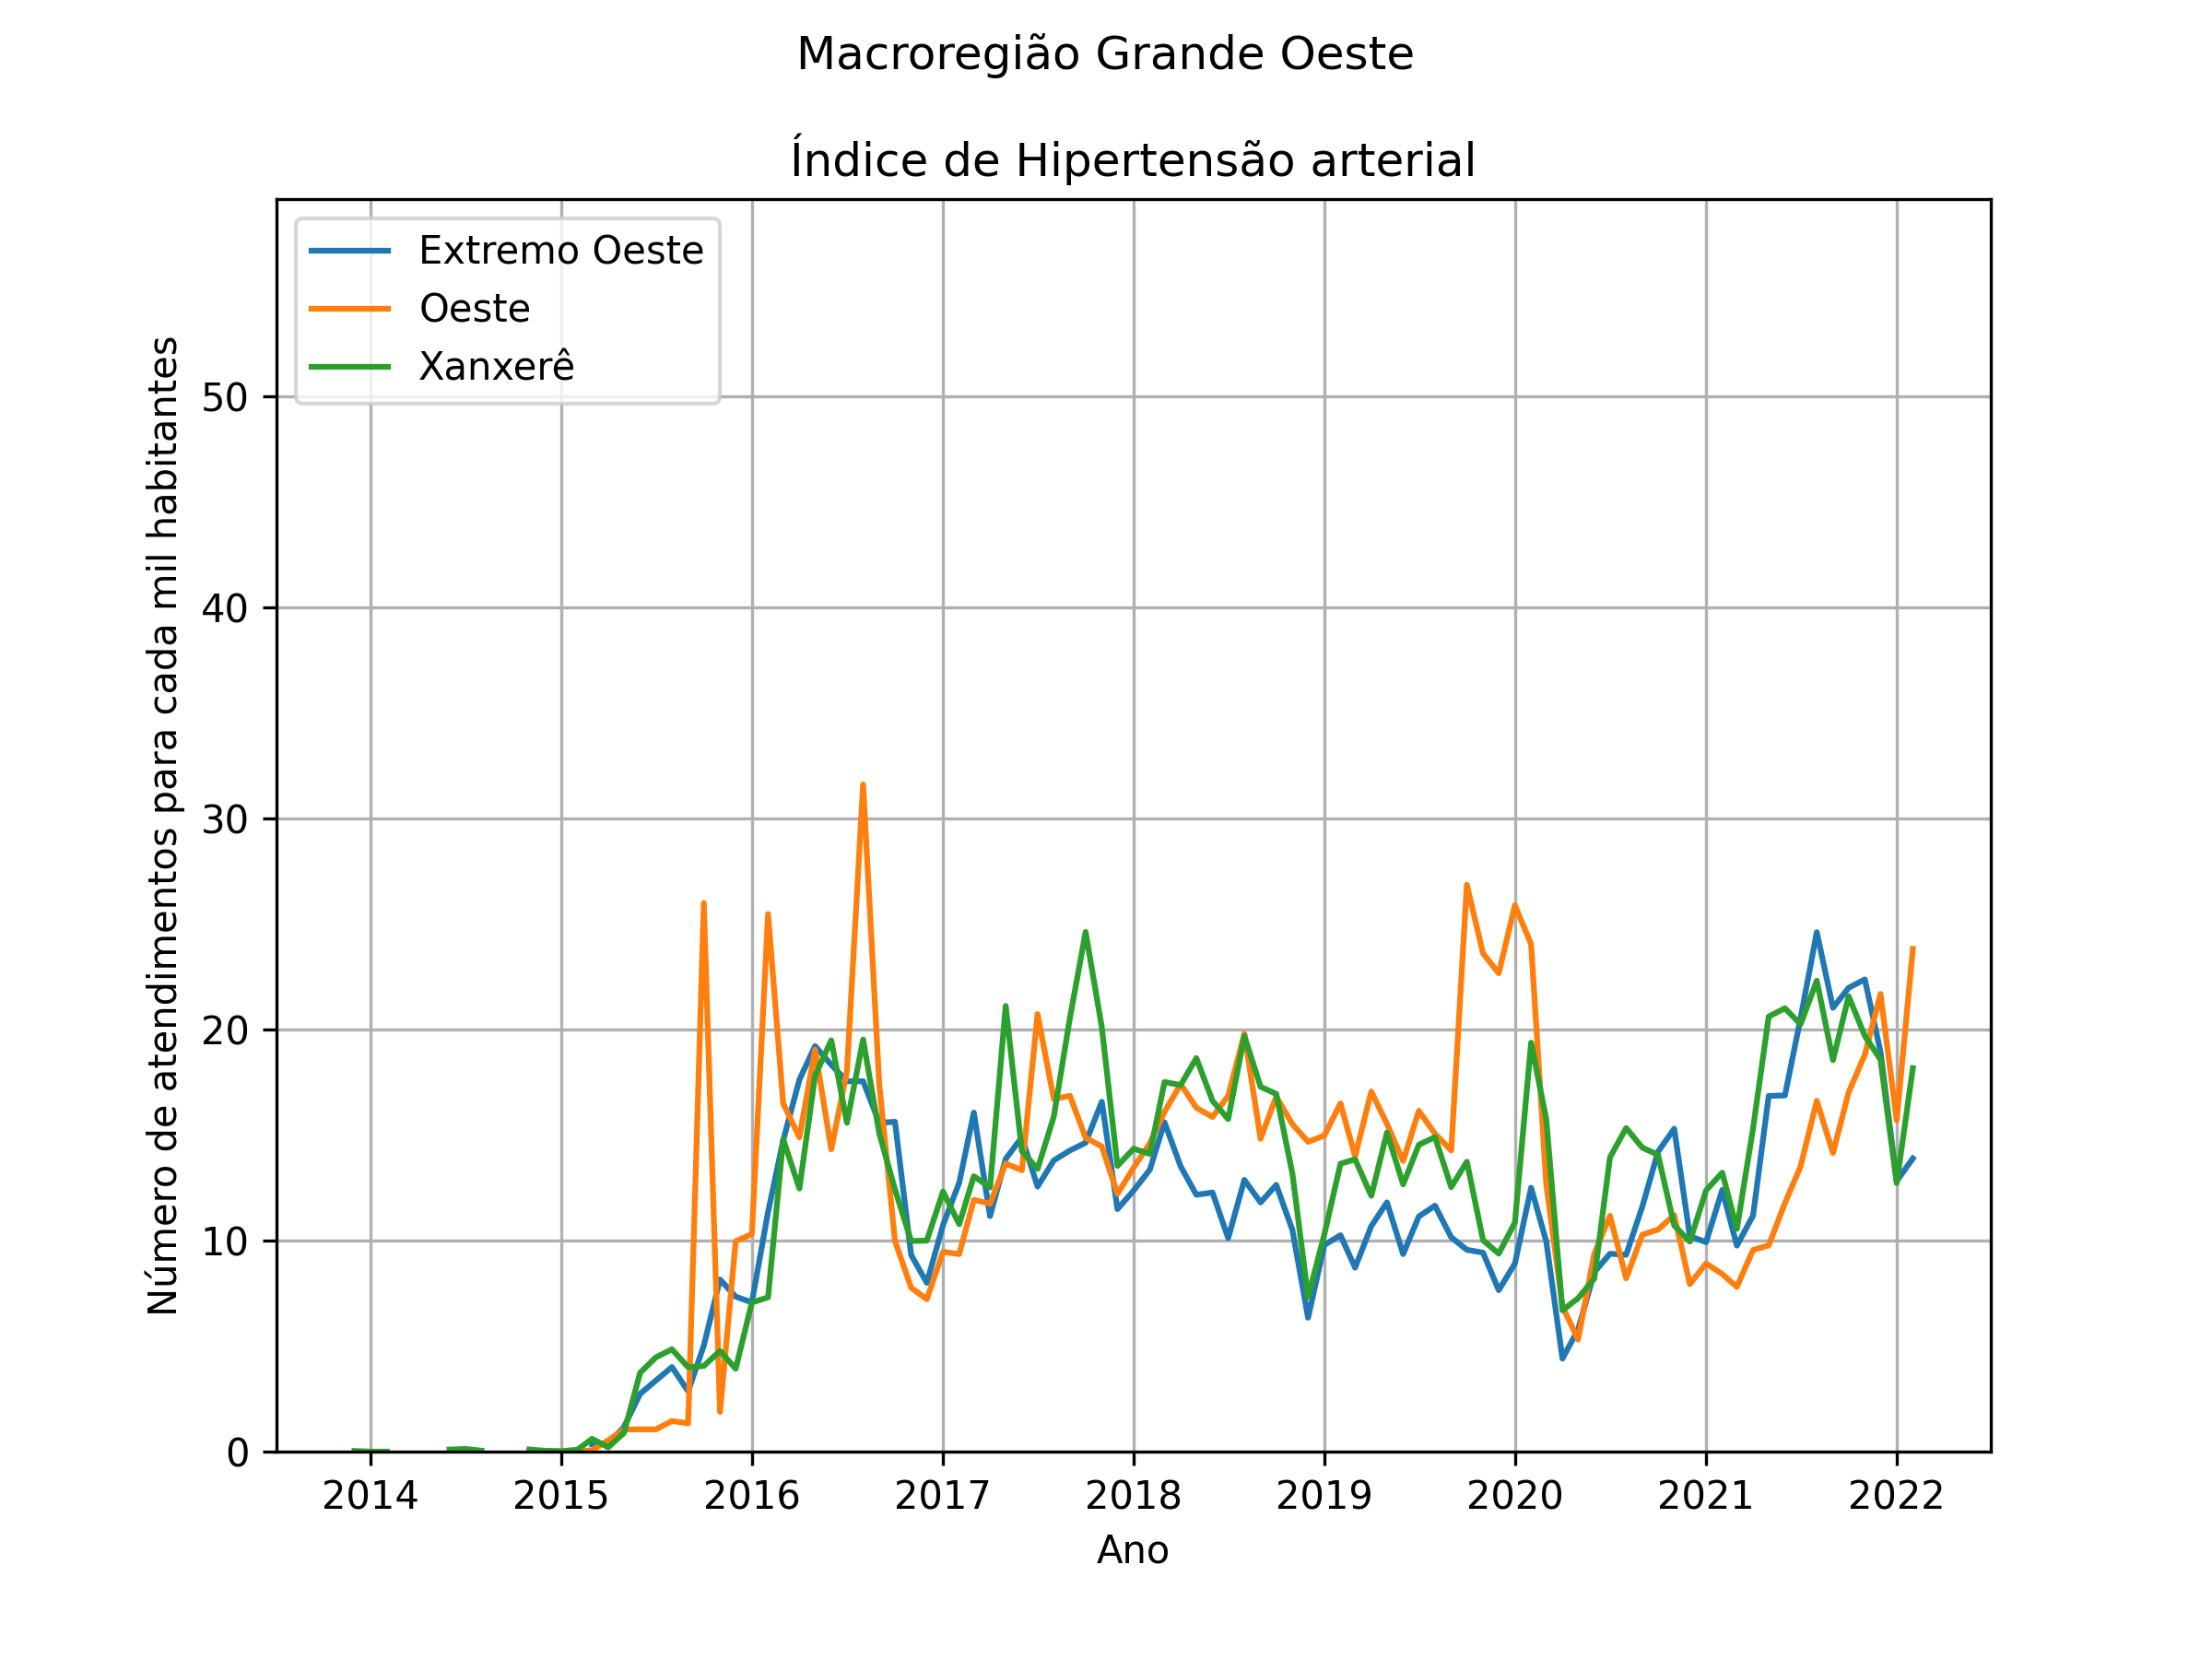 Macroregião Grande Oeste
Índice de Hipertensão arterial
Extremo Oeste
Oeste
Xanxerê
Número de atendimentos para cada mil habitantes
50
40
30
20
10
0
2014 2015 2016 2017 2018 2019 2020 2021 2022
Ano